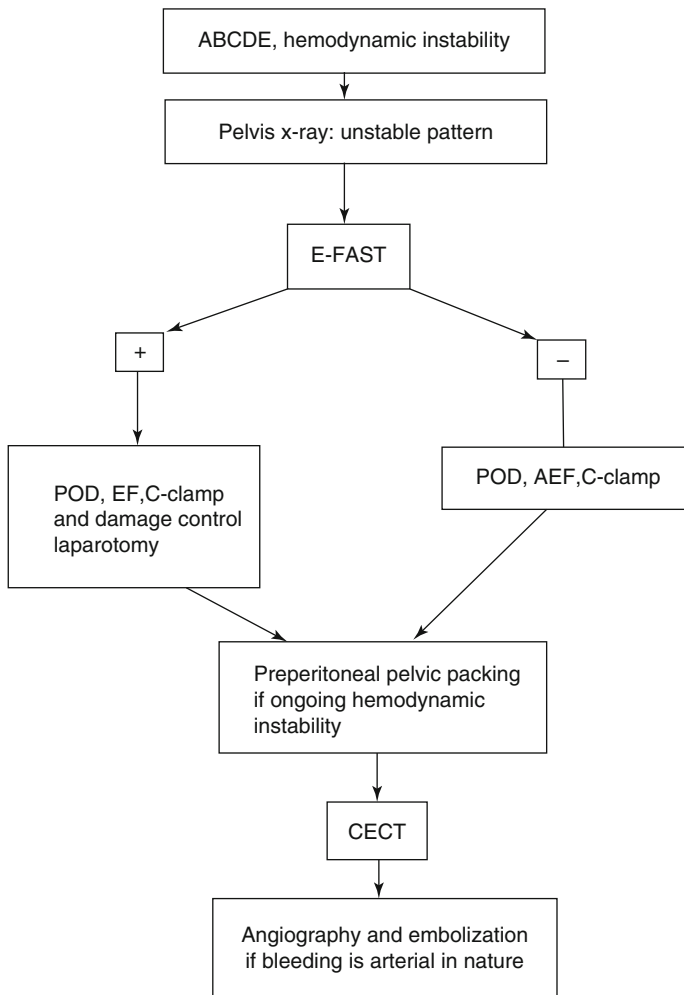 ABCDE, hemodynamic instability
Pelvis x-ray: unstable pattern
E-FAST
+
–
POD, EF,C-clamp
and damage control
laparotomy
POD, AEF,C-clamp
Preperitoneal pelvic packing
if ongoing hemodynamic
instability
CECT
Angiography and embolization
if bleeding is arterial in nature